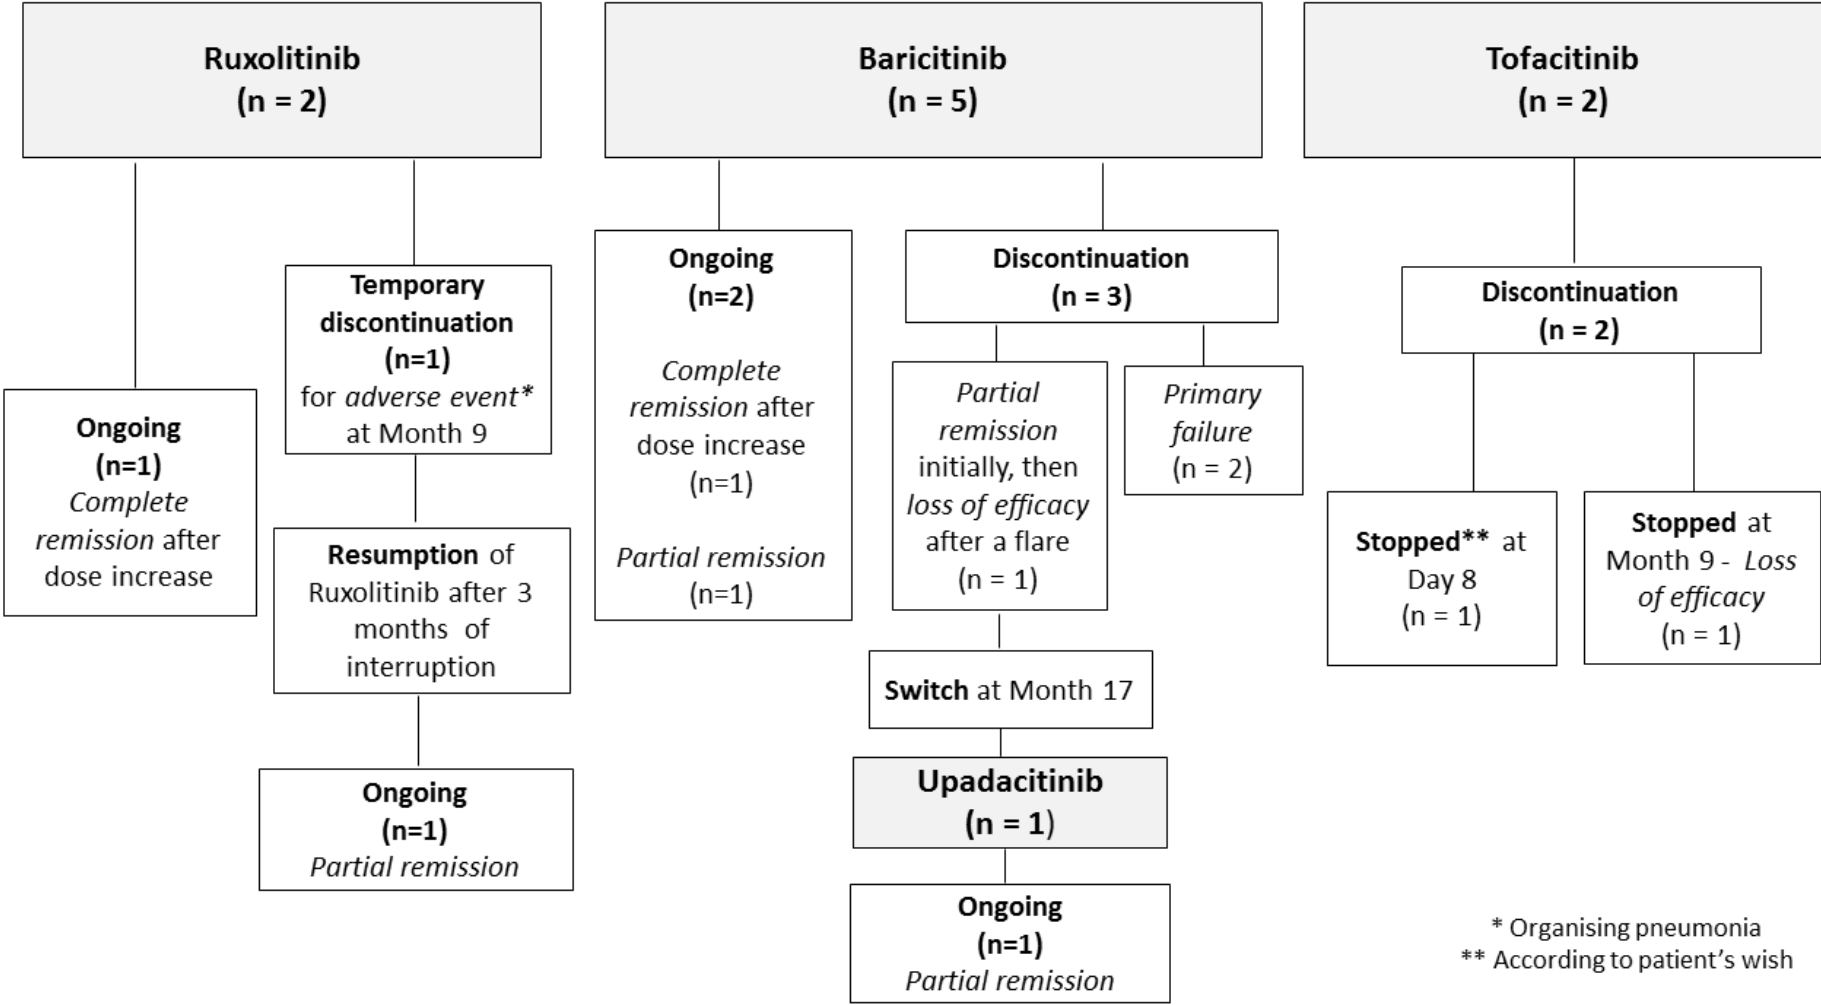 Ruxolitinib
(n = 2)
Ongoing
(n=1)
Complete
remission after
dose increase
Temporary
discontinuation
(n=1)
for adverse event*
at Month 9
Resumption of
Ruxolitinib after 3
months of
interruption
Ongoing
(n=1)
Partial remission
Baricitinib
(n = 5)
Ongoing
(n=2)
Complete
remission after
dose increase
(n=1)
Partial remission
(n=1)
Discontinuation
(n = 3)
Partial
remission
initially, then
loss of efficacy
after a flare
(n = 1)
Primary
failure
(n = 2)
Switch at Month 17
Upadacitinib
(n = 1)
Ongoing
(n=1)
Partial remission
Tofacitinib
(n = 2)
Discontinuation
(n = 2)
Stopped** at
Day 8
(n = 1)
Stopped at
Month 9 - Loss
of efficacy
(n = 1)
* Organising pneumonia
** According to patient's wish